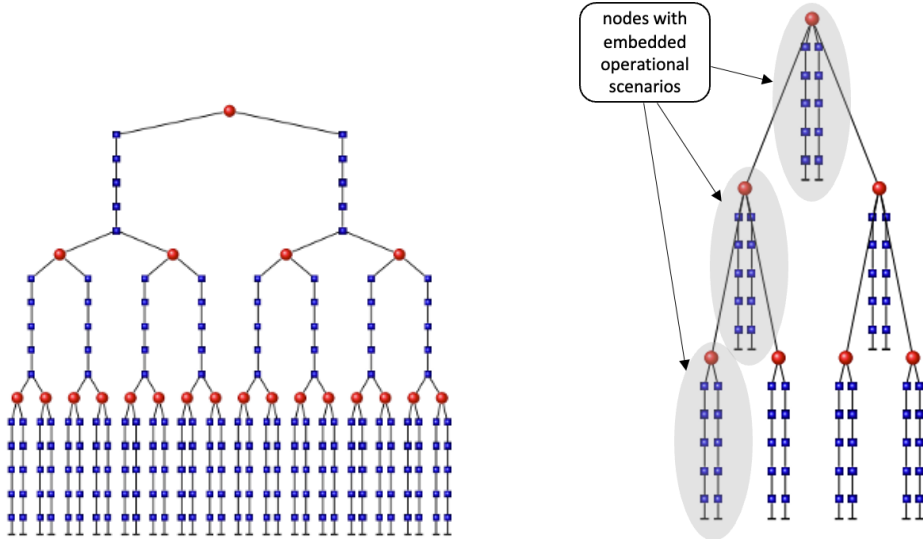 nodes with
embedded
operational
scenarios